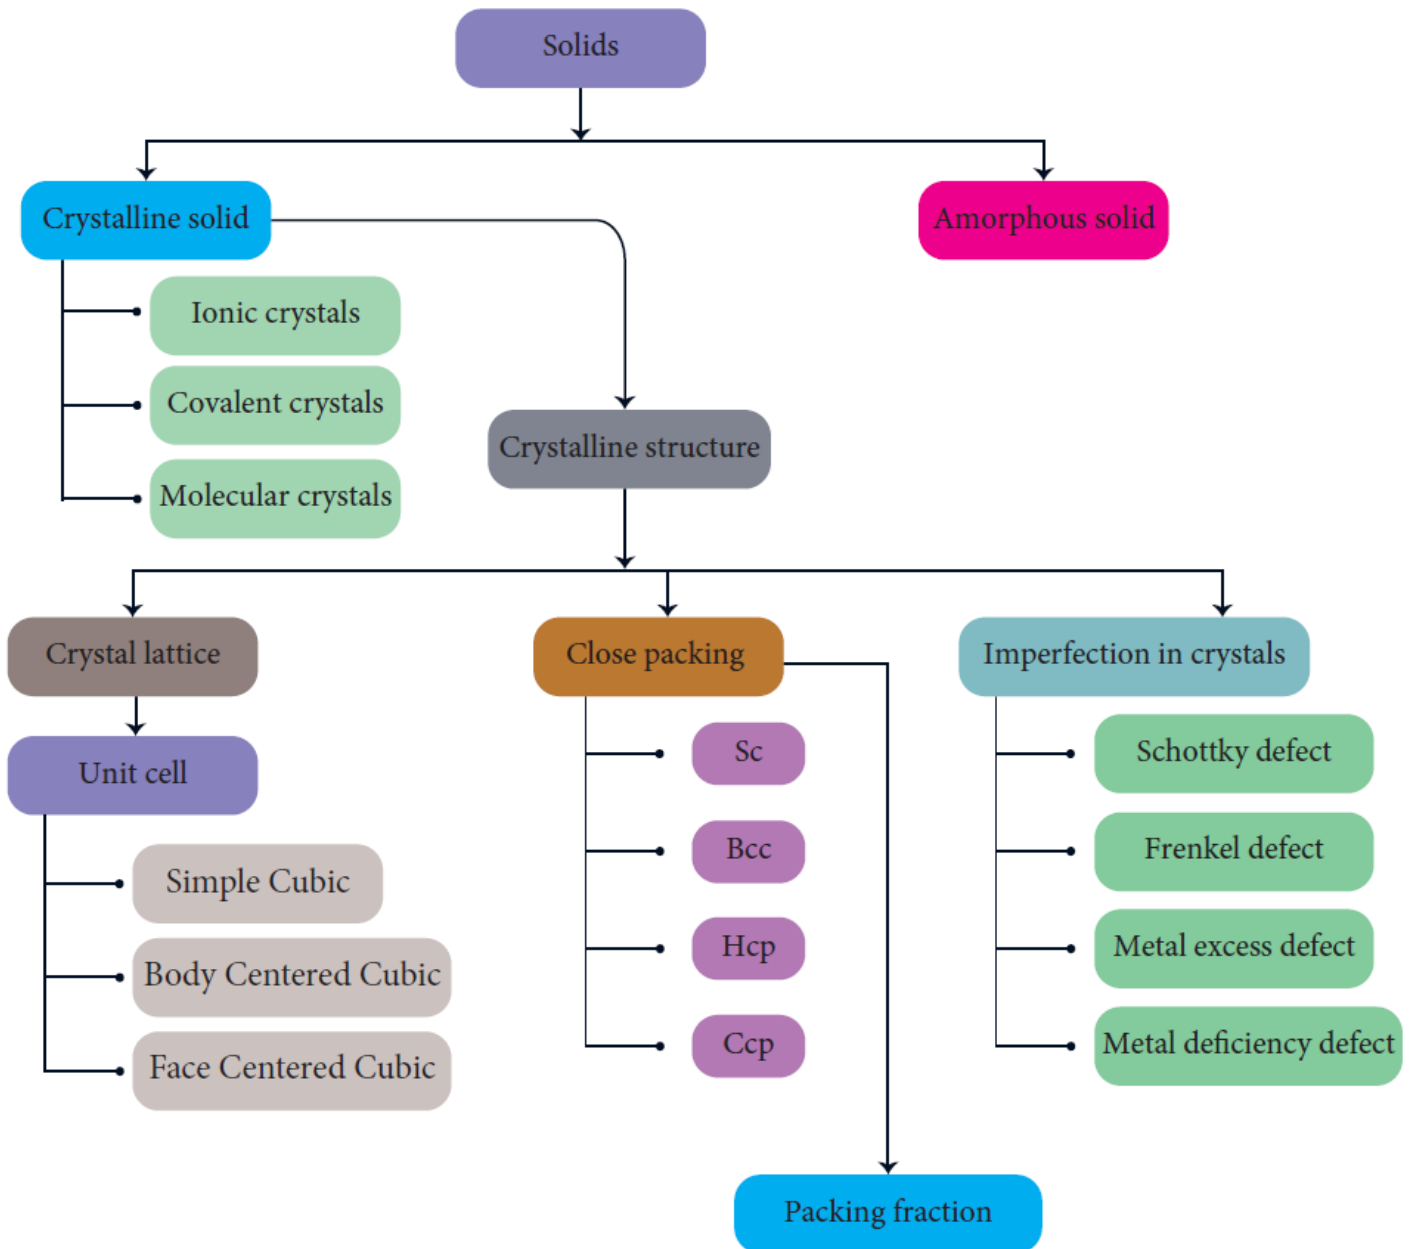 Solids
Crystalline solid
Amorphous solid
Ionic crystals
Covalent crystals
Molecular crystals
Crystalline structure
Crystal lattice
Close packing
Imperfection in crystals
Unit cell
Simple Cubic
Body Centered Cubic
Face Centered Cubic
Sc
Bcc
Hcp
Ccp
Schottky defect
Frenkel defect
Metal excess defect
Metal deficiency defect
Packing fraction